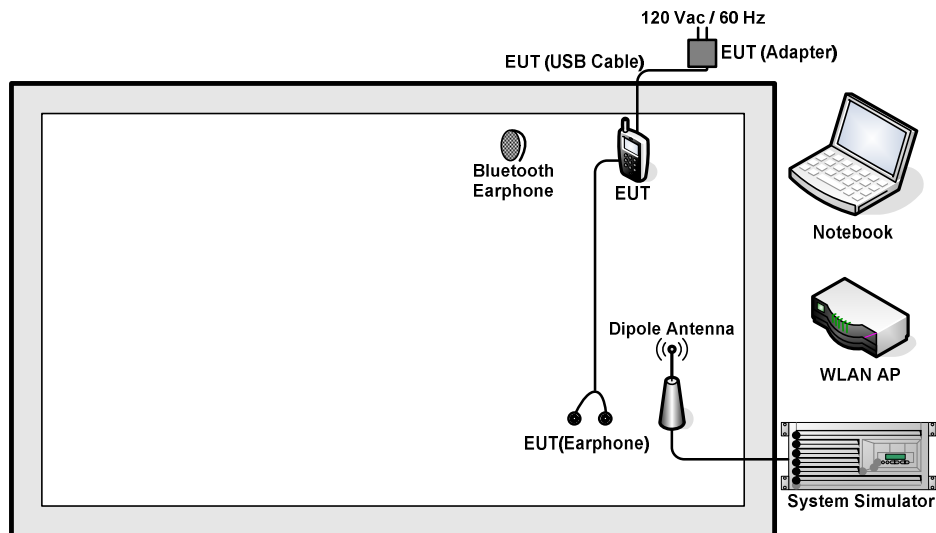 120 Vac / 60 Hz
EUT (Adapter)
EUT (USB Cable)
Bluetooth
Earphone
EUT
Notebook
Dipole Antenna
WLAN AP
EUT(Earphone)
System Simulator